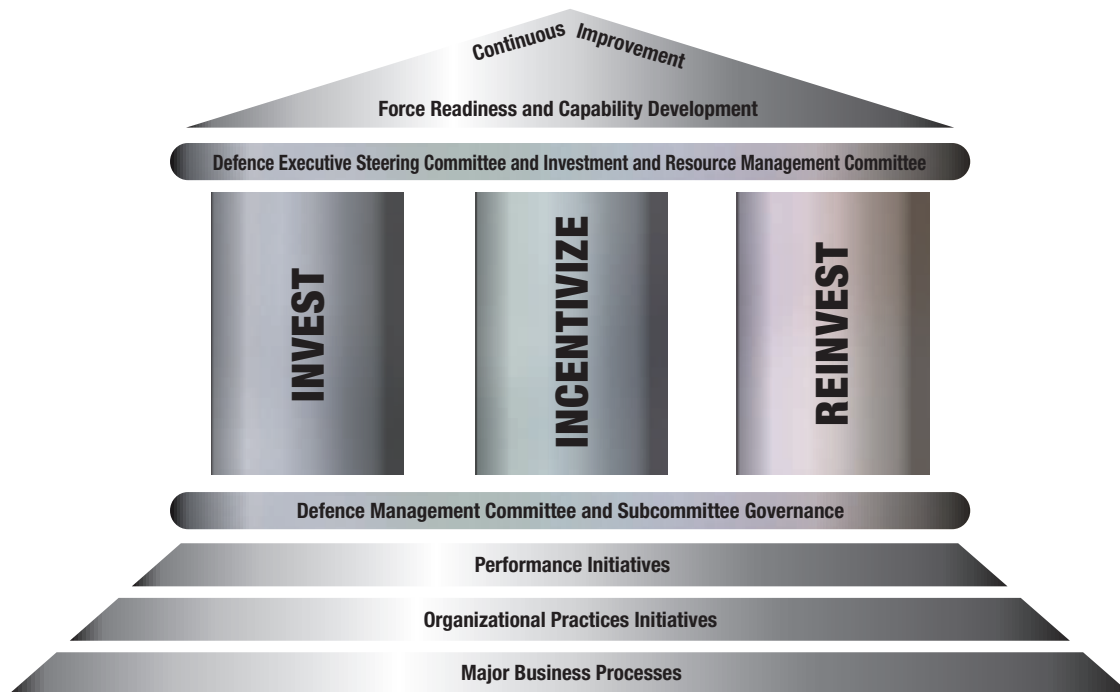 Continuous Improvement
Force Readiness and Capability Development
Defence Executive Steering Committee and Investment and Resource Management Committee
INVEST
INCENTIVIZE
REINVEST
Defence Management Committee and Subcommittee Governance
Performance Initiatives
Organizational Practices Initiatives
Major Business Processes